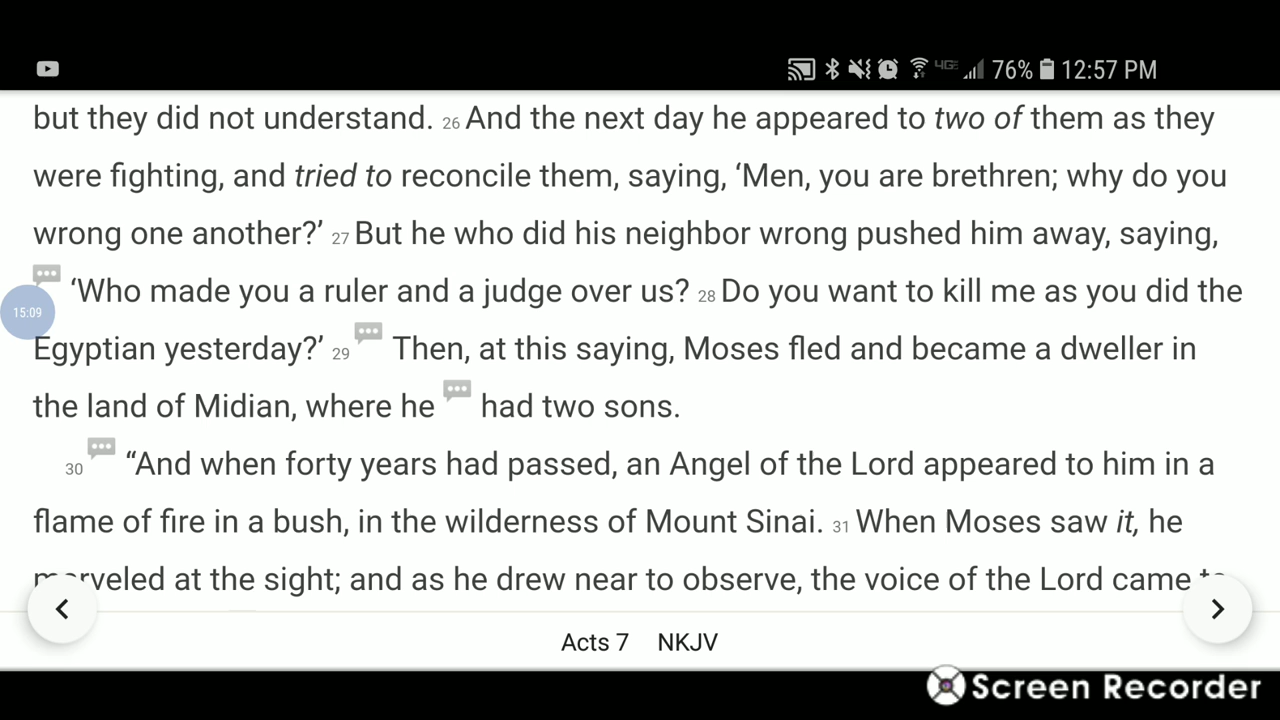 4GE 76% 12:57 PM
but they did not understand. 26 And the next day he appeared to two of them as they
were fighting, and tried to reconcile them, saying, ‘Men, you are brethren; why do you
wrong one another?’ 27 But he who did his neighbor wrong pushed him away, saying,
‘Who made you a ruler and a judge over us? 28 Do you want to kill me as you did the
15:09
Egyptian yesterday?’ 29 Then, at this saying, Moses fled and became a dweller in
the land of Midian, where he had two sons.
30 “And when forty years had passed, an Angel of the Lord appeared to him in a
flame of fire in a bush, in the wilderness of Mount Sinai. 31 When Moses saw it, he
marveled at the sight; and as he drew near to observe, the voice of the Lord came to
Acts 7 NKJV
Screen Recorder